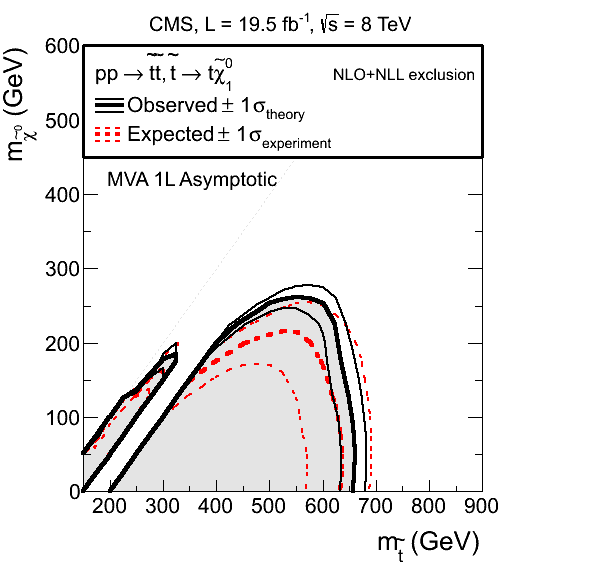 CMS, L = 19.5 fb⁻¹, √s = 8 TeV
pp → t̃t̃, t̃ → tχ̃⁰₁ NLO+NLL exclusion
Observed ± 1σtheory
Expected ± 1σexperiment
MVA 1L Asymptotic
mχ̃⁰ (GeV)
600
500
400
300
200
100
0
200 300 400 500 600 700 800 900
mt̃ (GeV)